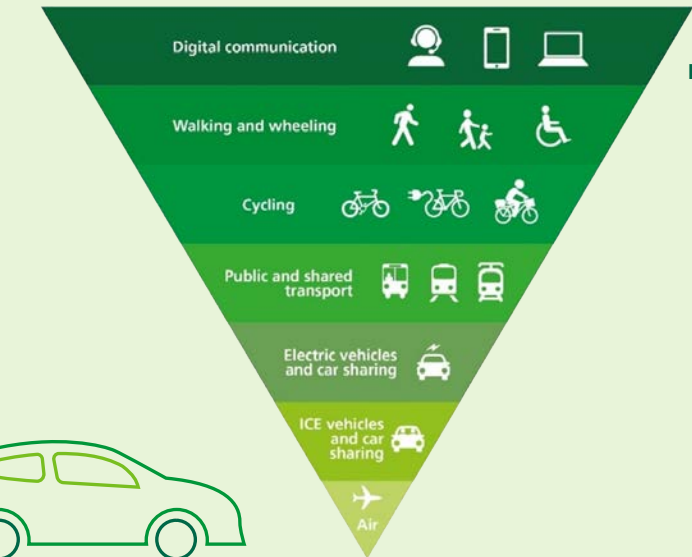 Digital communication
Walking and wheeling
Cycling
Public and shared
transport
Electric vehicles
and car sharing
ICE vehicles
and car
sharing
Air